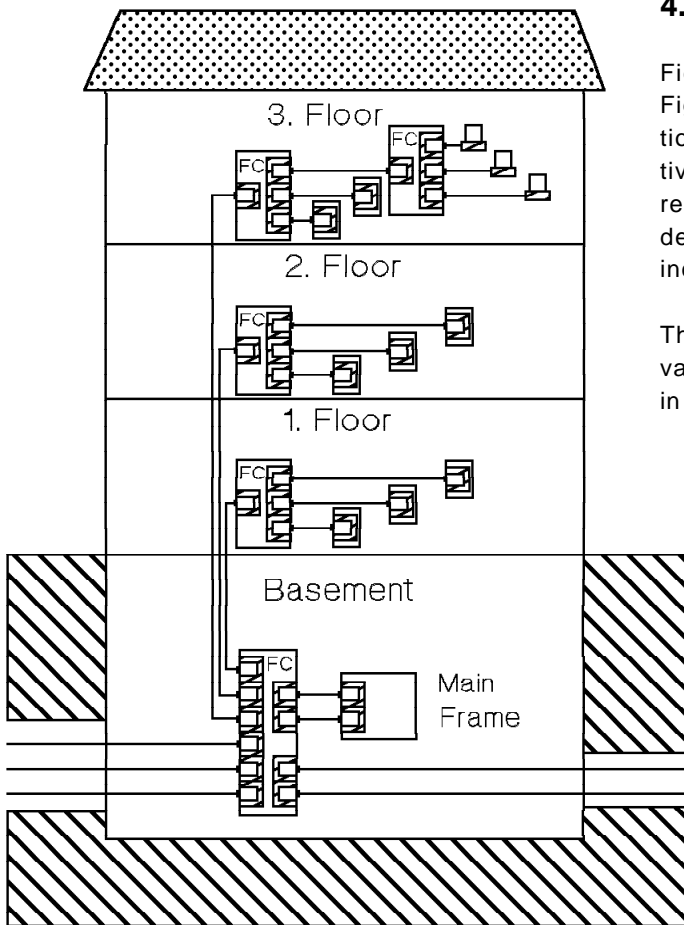 3. Floor
FC
FC
2. Floor
FC
1. Floor
FC
Basement
FC
Main
Frame
4.
Fi
Fi
ti
tiv
re
de
in
Th
va
in